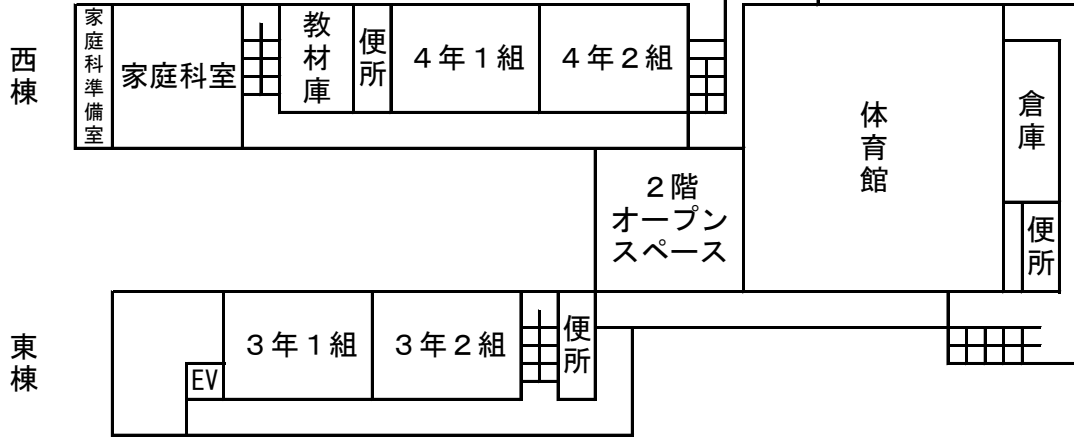 西棟
家庭科準備室
家庭科室
教材庫
便所
４年１組
４年２組
体育館
倉庫
便所
２階
オープン
スペース
東棟
EV
３年１組
３年２組
便所